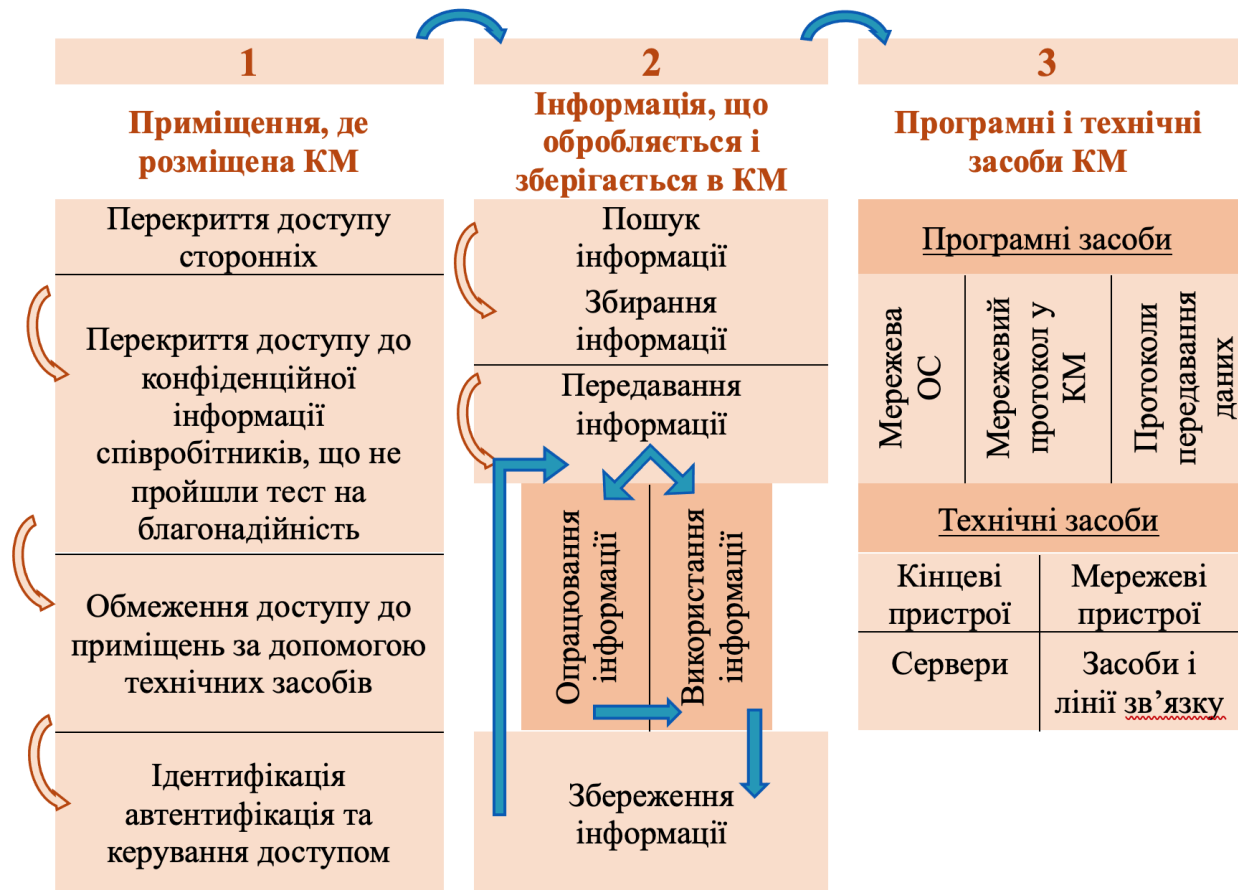 1
Приміщення, де
розміщена КМ
Перекриття доступу
сторонніх
Перекриття доступу до
конфіденційної
інформації
співробітників, що не
пройшли тест на
благонадійність
Обмеження доступу до
приміщень за допомогою
технічних засобів
Ідентифікація
автентифікація та
керування доступом
2
Інформація, що
обробляється і
зберігається в КМ
Пошук
інформації
Збирання
інформації
Передавання
інформації
Опрацювання
інформації
Використання
інформації
Збереження
інформації
3
Програмні і технічні
засоби КМ
Програмні засоби
Мережева
ОС
Мережевий
протокол у
КМ
Протоколи
передавання
даних
Технічні засоби
Кінцеві
пристрої
Мережеві
пристрої
Сервери
Засоби і
лінії зв’язку